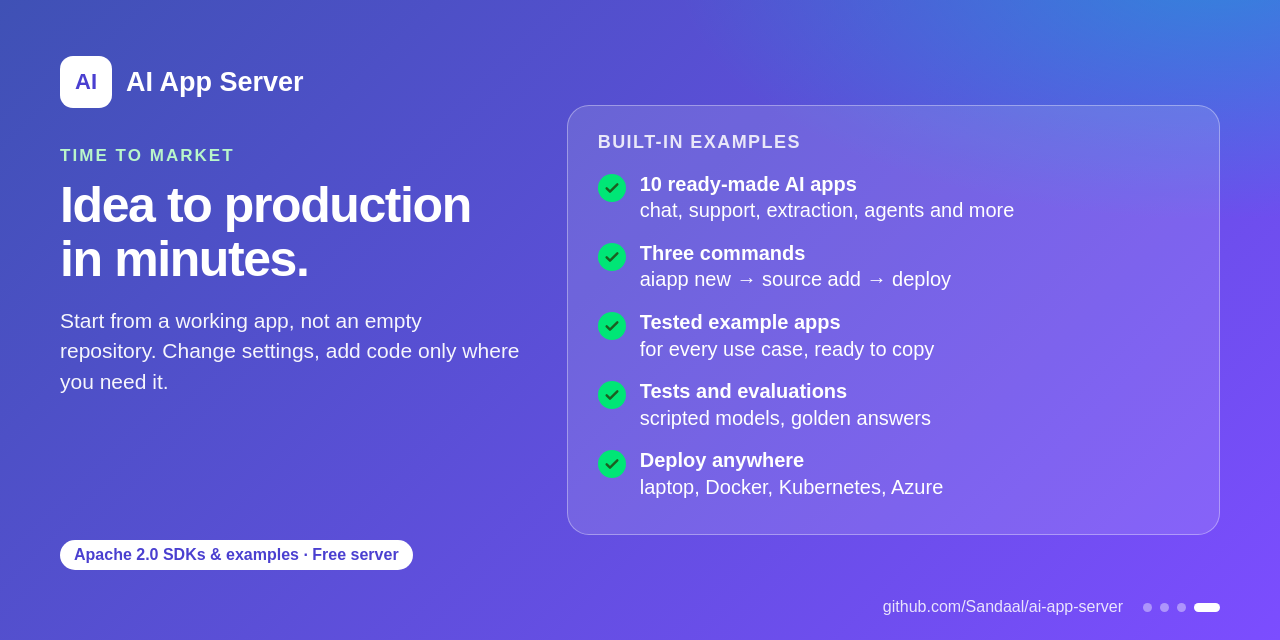 AI
AI App Server
TIME TO MARKET
Idea to production
in minutes.
Start from a working app, not an empty
repository. Change settings, add code only where
you need it.
Apache 2.0 SDKs & examples · Free server
BUILT-IN EXAMPLES
10 ready-made AI apps
chat, support, extraction, agents and more
Three commands
aiapp new → source add → deploy
Tested example apps
for every use case, ready to copy
Tests and evaluations
scripted models, golden answers
Deploy anywhere
laptop, Docker, Kubernetes, Azure
github.com/Sandaal/ai-app-server